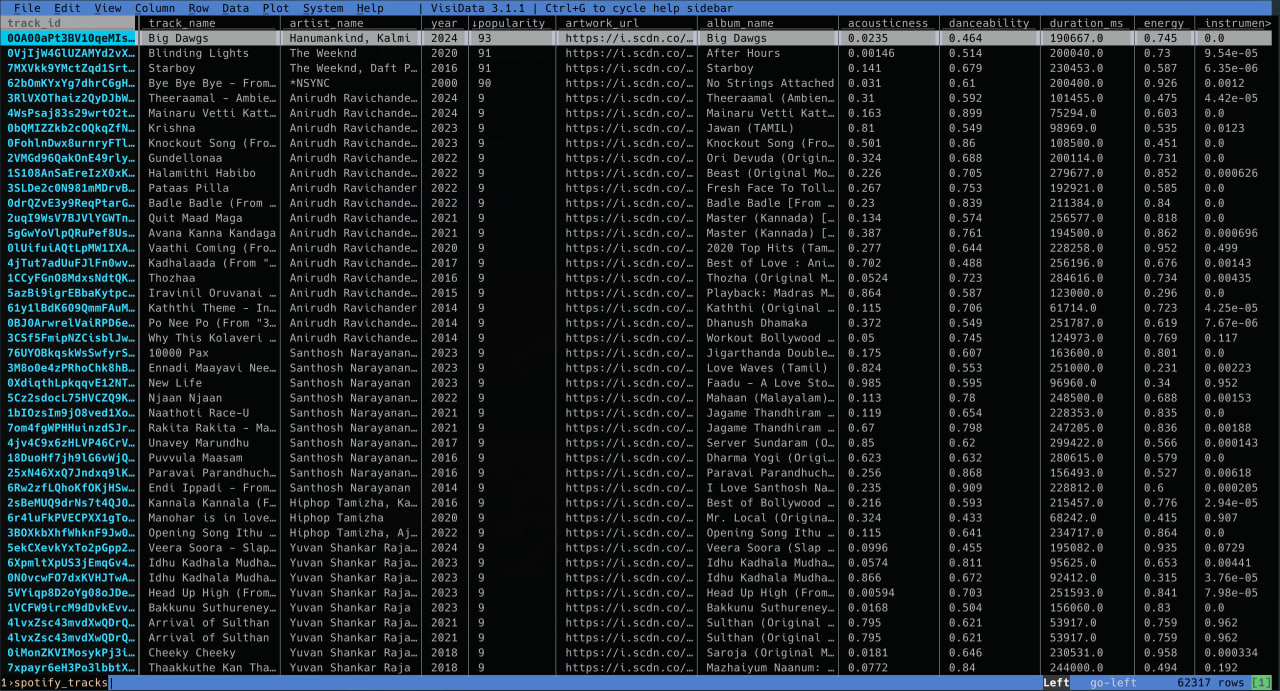 File Edit View Column Row Data Plot System Help | VisiData 3.1.1 | Ctrl+G to cycle help sidebar
track_id track_name artist_name year ↓popularity artwork_url album_name acousticness danceability duration_ms energy instrumen>
0OA00aPt3BV10qeMIs… Big Dawgs Hanumankind, Kalmi 2024 93 https://i.scdn.co/… Big Dawgs 0.0235 0.464 190667.0 0.745 0.0
0VjIjW4GlUZAMYd2vX… Blinding Lights The Weeknd 2020 91 https://i.scdn.co/… After Hours 0.00146 0.514 200040.0 0.73 9.54e-05
7MXVkk9YMctZqd1Srt… Starboy The Weeknd, Daft P… 2016 91 https://i.scdn.co/… Starboy 0.141 0.679 230453.0 0.587 6.35e-06
62bOmKYxYg7dhrC6gH… Bye Bye Bye - From… *NSYNC 2000 90 https://i.scdn.co/… No Strings Attached 0.031 0.61 200400.0 0.926 0.0012
3RlVXOThaiz2QyDJbW… Theeraamal - Ambie… Anirudh Ravichande… 2024 9 https://i.scdn.co/… Theeraamal (Ambien… 0.31 0.592 101455.0 0.475 4.42e-05
4WsPsaj83s29wrtO2t… Mainaru Vetti Katt… Anirudh Ravichande… 2024 9 https://i.scdn.co/… Mainaru Vetti Katt… 0.163 0.899 75294.0 0.603 0.0
0bQMIZZkb2cOQkqZfN… Krishna Anirudh Ravichande… 2023 9 https://i.scdn.co/… Jawan (TAMIL) 0.81 0.549 98969.0 0.535 0.0123
0FohlnDwx8urnryFTl… Knockout Song (Fro… Anirudh Ravichande… 2023 9 https://i.scdn.co/… Knockout Song (Fro… 0.501 0.86 108500.0 0.451 0.0
2VMGd96QakOnE49rly… Gundellonaa Anirudh Ravichande… 2022 9 https://i.scdn.co/… Ori Devuda (Origin… 0.324 0.688 200114.0 0.731 0.0
1S108AnSaEreIzX0xK… Halamithi Habibo Anirudh Ravichande… 2022 9 https://i.scdn.co/… Beast (Original Mo… 0.226 0.705 279677.0 0.852 0.000626
3SLDe2c0N981mMDrvB… Pataas Pilla Anirudh Ravichander 2022 9 https://i.scdn.co/… Fresh Face To Toll… 0.267 0.753 192921.0 0.585 0.0
0drQZvE3y9ReqPtarG… Badle Badle (From … Anirudh Ravichande… 2022 9 https://i.scdn.co/… Badle Badle [From … 0.23 0.839 211384.0 0.84 0.0
2uqI9WsV7BJVlYGWTn… Quit Maad Maga Anirudh Ravichande… 2021 9 https://i.scdn.co/… Master (Kannada) [… 0.134 0.574 256577.0 0.818 0.0
5gGwYoVlpQRuPef8Us… Avana Kanna Kandaga Anirudh Ravichande… 2021 9 https://i.scdn.co/… Master (Kannada) [… 0.387 0.761 194500.0 0.862 0.000696
0lUifuiAQtLpMW1IXA… Vaathi Coming (Fro… Anirudh Ravichande… 2020 9 https://i.scdn.co/… 2020 Top Hits (Tam… 0.277 0.644 228258.0 0.952 0.499
4jTut7adUuFJlFn0wv… Kadhalaada (From "… Anirudh Ravichande… 2017 9 https://i.scdn.co/… Best of Love : Ani… 0.702 0.488 256196.0 0.676 0.00143
1CCyFGnO8MdxsNdtQK… Thozhaa Anirudh Ravichande… 2016 9 https://i.scdn.co/… Thozha (Original M… 0.0524 0.723 284616.0 0.734 0.00435
5azBi9igrEBbaKytpc… Iravinil Oruvanai … Anirudh Ravichande… 2015 9 https://i.scdn.co/… Playback: Madras M… 0.864 0.587 123000.0 0.296 0.0
61y1lBdK6O9QmmFAuM… Kaththi Theme - In… Anirudh Ravichander 2014 9 https://i.scdn.co/… Kaththi (Original … 0.115 0.706 61714.0 0.723 4.25e-05
0BJ0ArwrelVaiRPD6e… Po Nee Po (From "3… Anirudh Ravichande… 2014 9 https://i.scdn.co/… Dhanush Dhamaka 0.372 0.549 251787.0 0.619 7.67e-06
3CSf5FmipNZCisblJw… Why This Kolaveri … Anirudh Ravichande… 2014 9 https://i.scdn.co/… Workout Bollywood … 0.05 0.745 124973.0 0.769 0.117
76UYOBkqskWsSwfyrS… 10000 Pax Santhosh Narayanan… 2023 9 https://i.scdn.co/… Jigarthanda Double… 0.175 0.607 163600.0 0.801 0.0
3M8o0e4zPRhoChk8hB… Ennadi Maayavi Nee… Santhosh Narayanan… 2023 9 https://i.scdn.co/… Love Waves (Tamil) 0.824 0.553 251000.0 0.231 0.00223
0XdiqthLpkqqvE12NT… New Life Santhosh Narayanan 2023 9 https://i.scdn.co/… Faadu - A Love Sto… 0.985 0.595 96960.0 0.34 0.952
5Cz2sdocL75HVCZQ9K… Njaan Njaan Santhosh Narayanan… 2022 9 https://i.scdn.co/… Mahaan (Malayalam)… 0.113 0.78 248500.0 0.688 0.00153
1bIOzsIm9jO8ved1Xo… Naathoti Race-U Santhosh Narayanan… 2021 9 https://i.scdn.co/… Jagame Thandhiram … 0.119 0.654 228353.0 0.835 0.0
7om4fgWPHHuinzdSJr… Rakita Rakita - Ma… Santhosh Narayanan… 2021 9 https://i.scdn.co/… Jagame Thandhiram … 0.67 0.798 247205.0 0.836 0.00188
4jv4C9x6zHLVP46CrV… Unavey Marundhu Santhosh Narayanan… 2017 9 https://i.scdn.co/… Server Sundaram (O… 0.85 0.62 299422.0 0.566 0.000143
18DuoHf7jh9lG6vWjQ… Puvvula Maasam Santhosh Narayanan… 2016 9 https://i.scdn.co/… Dharma Yogi (Origi… 0.623 0.632 280615.0 0.579 0.0
25xN46XxQ7Jndxq9lK… Paravai Parandhuch… Santhosh Narayanan… 2016 9 https://i.scdn.co/… Paravai Parandhuch… 0.256 0.868 156493.0 0.527 0.00618
6Rw2zfLQhoKfOKjHSw… Endi Ippadi - From… Santhosh Narayanan 2014 9 https://i.scdn.co/… I Love Santhosh Na… 0.235 0.909 228812.0 0.6 0.000205
2sBeMUQ9drNs7t4QJ0… Kannala Kannala (F… Hiphop Tamizha, Ka… 2016 9 https://i.scdn.co/… Best of Bollywood … 0.216 0.593 215457.0 0.776 2.94e-05
6r4luFkPVECPXX1gTo… Manohar is in love… Hiphop Tamizha 2020 9 https://i.scdn.co/… Mr. Local (Origina… 0.324 0.433 68242.0 0.415 0.907
3BOXkbXhfWhknF9Jw0… Opening Song Ithu … Hiphop Tamizha, Aj… 2022 9 https://i.scdn.co/… Opening Song Ithu … 0.115 0.641 234717.0 0.864 0.0
5ekCXevkYxTo2pGpp2… Veera Soora - Slap… Yuvan Shankar Raja… 2024 9 https://i.scdn.co/… Veera Soora (Slap … 0.0996 0.455 195082.0 0.935 0.0729
6XpmltXpUS3jEmqGv4… Idhu Kadhala Mudha… Yuvan Shankar Raja… 2023 9 https://i.scdn.co/… Idhu Kadhala Mudha… 0.0574 0.811 95625.0 0.653 0.00441
0N0vcwFO7dxKVHJTwA… Idhu Kadhala Mudha… Yuvan Shankar Raja… 2023 9 https://i.scdn.co/… Idhu Kadhala Mudha… 0.866 0.672 92412.0 0.315 3.76e-05
5VYiqp8D2oYg08oJDe… Head Up High (From… Yuvan Shankar Raja… 2023 9 https://i.scdn.co/… Head Up High (From… 0.00594 0.703 251593.0 0.841 7.98e-05
1VCFW9ircM9dDvkEvv… Bakkunu Suthureney… Yuvan Shankar Raja 2023 9 https://i.scdn.co/… Bakkunu Suthureney… 0.0168 0.504 156060.0 0.83 0.0
4lvxZsc43mvdXwQDrQ… Arrival of Sulthan Yuvan Shankar Raja 2021 9 https://i.scdn.co/… Sulthan (Original … 0.795 0.621 53917.0 0.759 0.962
4lvxZsc43mvdXwQDrQ… Arrival of Sulthan Yuvan Shankar Raja 2021 9 https://i.scdn.co/… Sulthan (Original … 0.795 0.621 53917.0 0.759 0.962
0iMonZKVIMosykPj3i… Cheeky Cheeky Yuvan Shankar Raja… 2018 9 https://i.scdn.co/… Saroja (Original M… 0.0181 0.646 230531.0 0.958 0.000334
7xpayr6eH3Po3lbbtX… Thaakkuthe Kan Tha… Yuvan Shankar Raja… 2018 9 https://i.scdn.co/… Mazhaiyum Naanum: … 0.0772 0.84 244000.0 0.494 0.192
1›spotify_tracks| Left go-left 62317 rows [1]